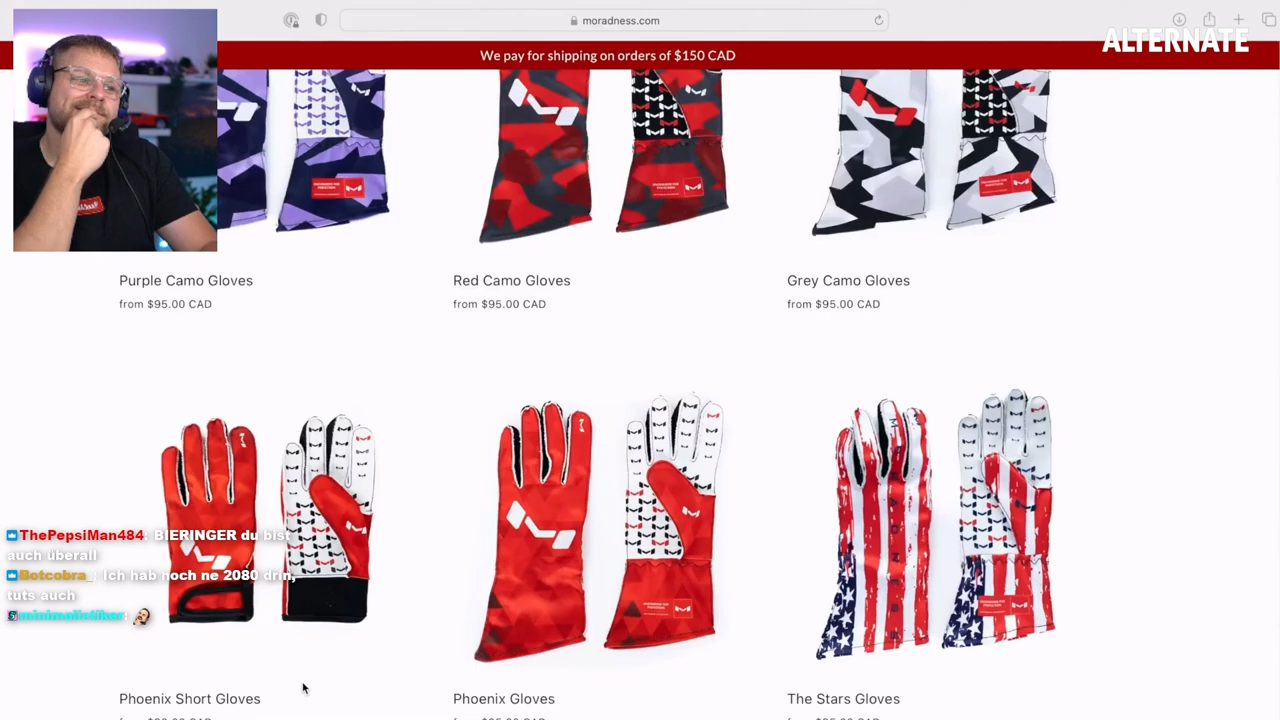 moradness.com
ALTERNATE
We pay for shipping on orders of $150 CAD
Purple Camo Gloves
from $95.00 CAD
Red Camo Gloves
from $95.00 CAD
Grey Camo Gloves
from $95.00 CAD
ThePepsiMan484: BIERINGER du bist
auch überall
Botcobra_: Ich hab noch ne 2080 drin,
tuts auch
Phoenix Short Gloves
Phoenix Gloves
The Stars Gloves